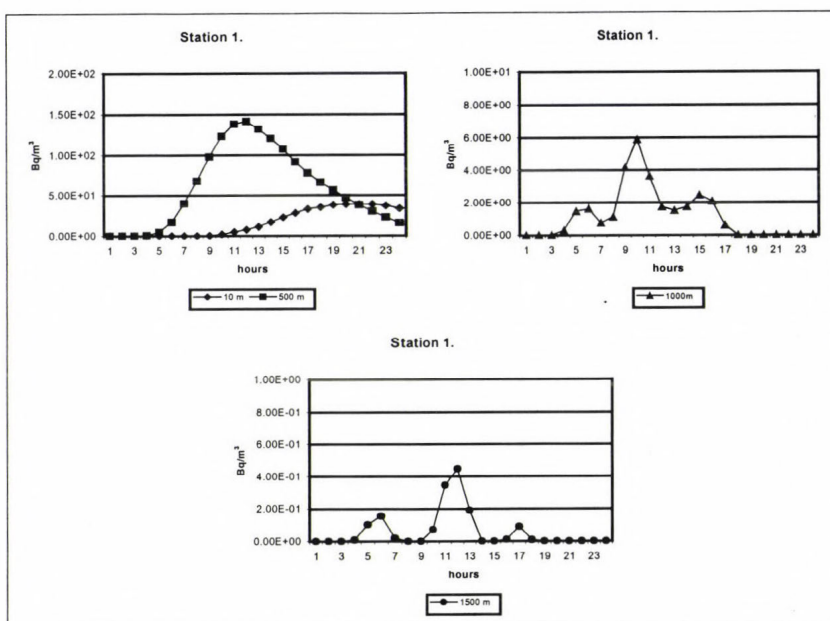 Station 1.
2.00E+02
1.50E+02
1.00E+02
5.00E+01
0.00E+00
Bq/m³
1 3 5 7 9 11 13 15 17 19 21 23
hours
10 m 500 m
Station 1.
1.00E+01
8.00E+00
6.00E+00
4.00E+00
2.00E+00
0.00E+00
Bq/m³
1 3 5 7 9 11 13 15 17 19 21 23
hours
1000m
Station 1.
1.00E+00
8.00E-01
6.00E-01
4.00E-01
2.00E-01
0.00E+00
Bq/m³
1 3 5 7 9 11 13 15 17 19 21 23
hours
1500 m